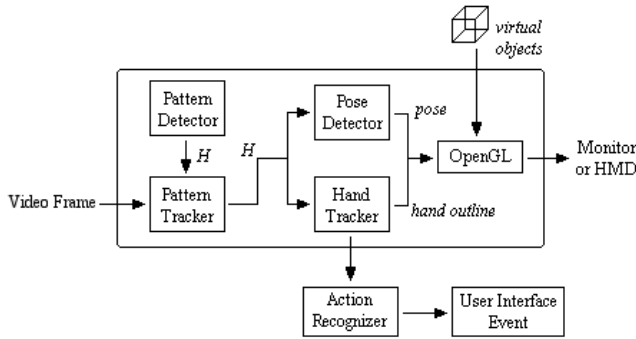 virtual
objects
Pattern
Detector
Pose
Detector
pose
H
H
OpenGL
Monitor
or HMD
Video Frame
Pattern
Tracker
Hand
Tracker
hand outline
Action
Recognizer
User Interface
Event